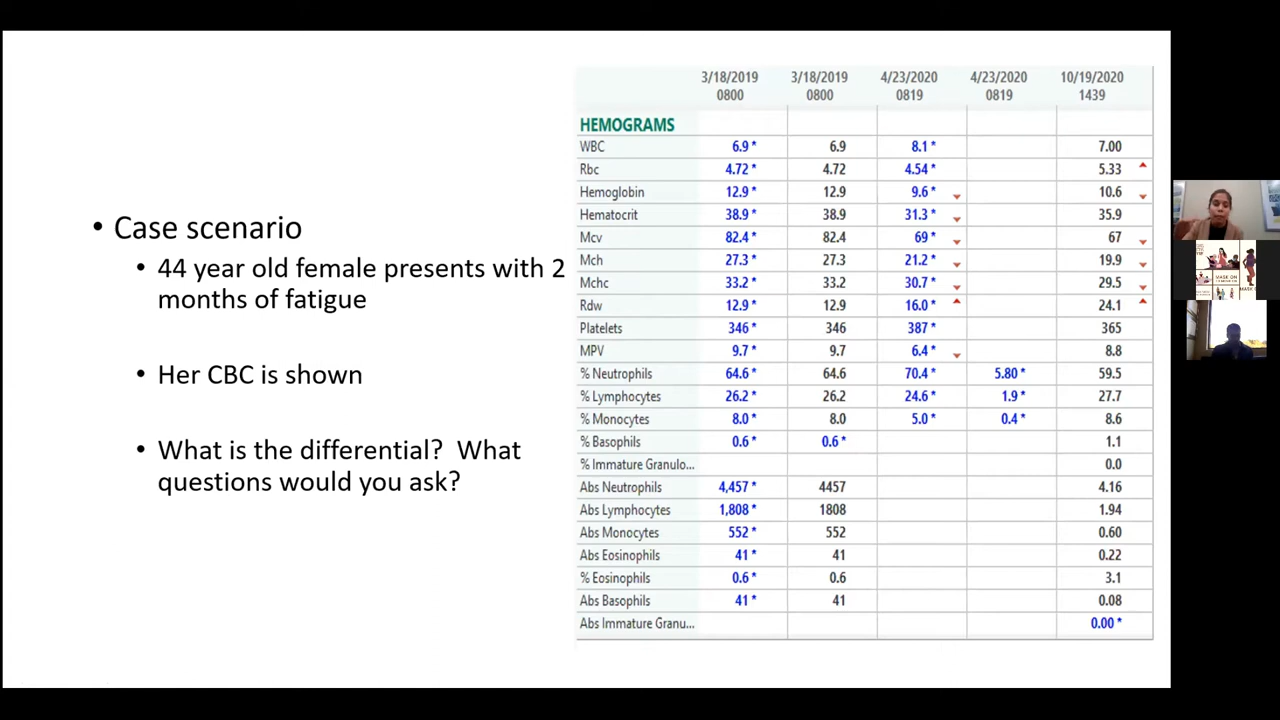 • Case scenario
• 44 year old female presents with 2
months of fatigue
• Her CBC is shown
• What is the differential? What
questions would you ask?
3/18/2019 3/18/2019 4/23/2020 4/23/2020 10/19/2020
0800 0800 0819 0819 1439
HEMOGRAMS
WBC 6.9 * 6.9 8.1 * 7.00
Rbc 4.72 * 4.72 4.54 * 5.33
Hemoglobin 12.9 * 12.9 9.6 * 10.6
Hematocrit 38.9 * 38.9 31.3 * 35.9
Mcv 82.4 * 82.4 69 * 67
Mch 27.3 * 27.3 21.2 * 19.9
Mchc 33.2 * 33.2 30.7 * 29.5
Rdw 12.9 * 12.9 16.0 * 24.1
Platelets 346 * 346 387 * 365
MPV 9.7 * 9.7 6.4 * 8.8
% Neutrophils 64.6 * 64.6 70.4 * 5.80 * 59.5
% Lymphocytes 26.2 * 26.2 24.6 * 1.9 * 27.7
% Monocytes 8.0 * 8.0 5.0 * 0.4 * 8.6
% Basophils 0.6 * 0.6 * 1.1
% Immature Granulo... 0.0
Abs Neutrophils 4,457 * 4457 4.16
Abs Lymphocytes 1,808 * 1808 1.94
Abs Monocytes 552 * 552 0.60
Abs Eosinophils 41 * 41 0.22
% Eosinophils 0.6 * 0.6 3.1
Abs Basophils 41 * 41 0.08
Abs Immature Granu... 0.00 *
MASK ON